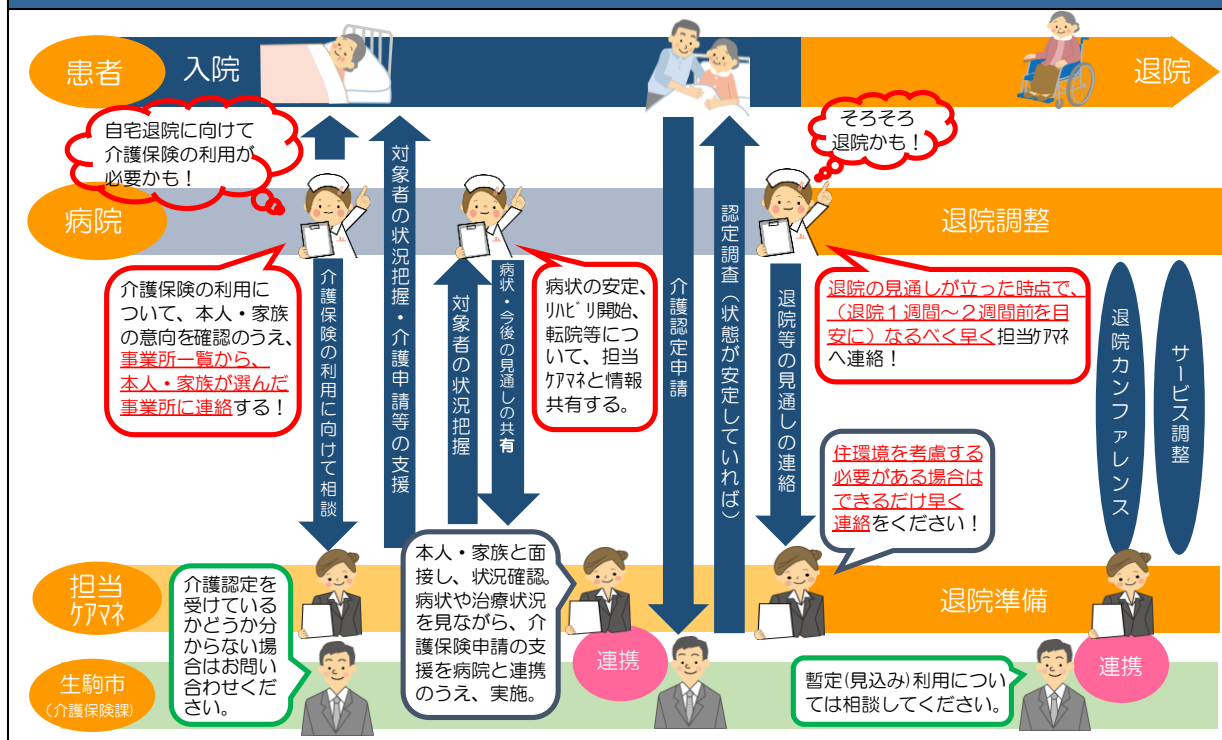 患者
入院
退院
自宅退院に向けて
介護保険の利用が
必要かも！
そろそろ
退院かも！
病院
退院調整
介護保険の利用に
ついて、本人・家族
の意向を確認のうえ、
事業所一覧から、
本人・家族が選んだ
事業所に連絡する！
介護保険の利用に向けて相談
対象者の状況把握・介護申請等の支援
対象者の状況把握
病状・今後の見通しの共有
病状の安定、
ﾘﾊﾋﾞﾘ開始、
転院等につ
いて、担当
ｹｱﾏﾈと情報
共有する。
介護認定申請
認定調査（状態が安定していれば）
退院等の見通しの連絡
退院の見通しが立った時点で、
（退院１週間～２週間前を目
安に）なるべく早く担当ｹｱﾏﾈ
へ連絡！
住環境を考慮する
必要がある場合は
できるだけ早く
連絡をください！
退院カンファレンス
サービス調整
担当
ｹｱﾏﾈ
退院準備
介護認定を
受けている
かどうか分
からない場
合はお問い
合わせくだ
さい。
本人・家族と面
接し、状況確認。
病状や治療状況
を見ながら、介
護保険申請の支
援を病院と連携
のうえ、実施。
連携
連携
生駒市
（介護保険課）
暫定(見込み)利用につい
ては相談してください。